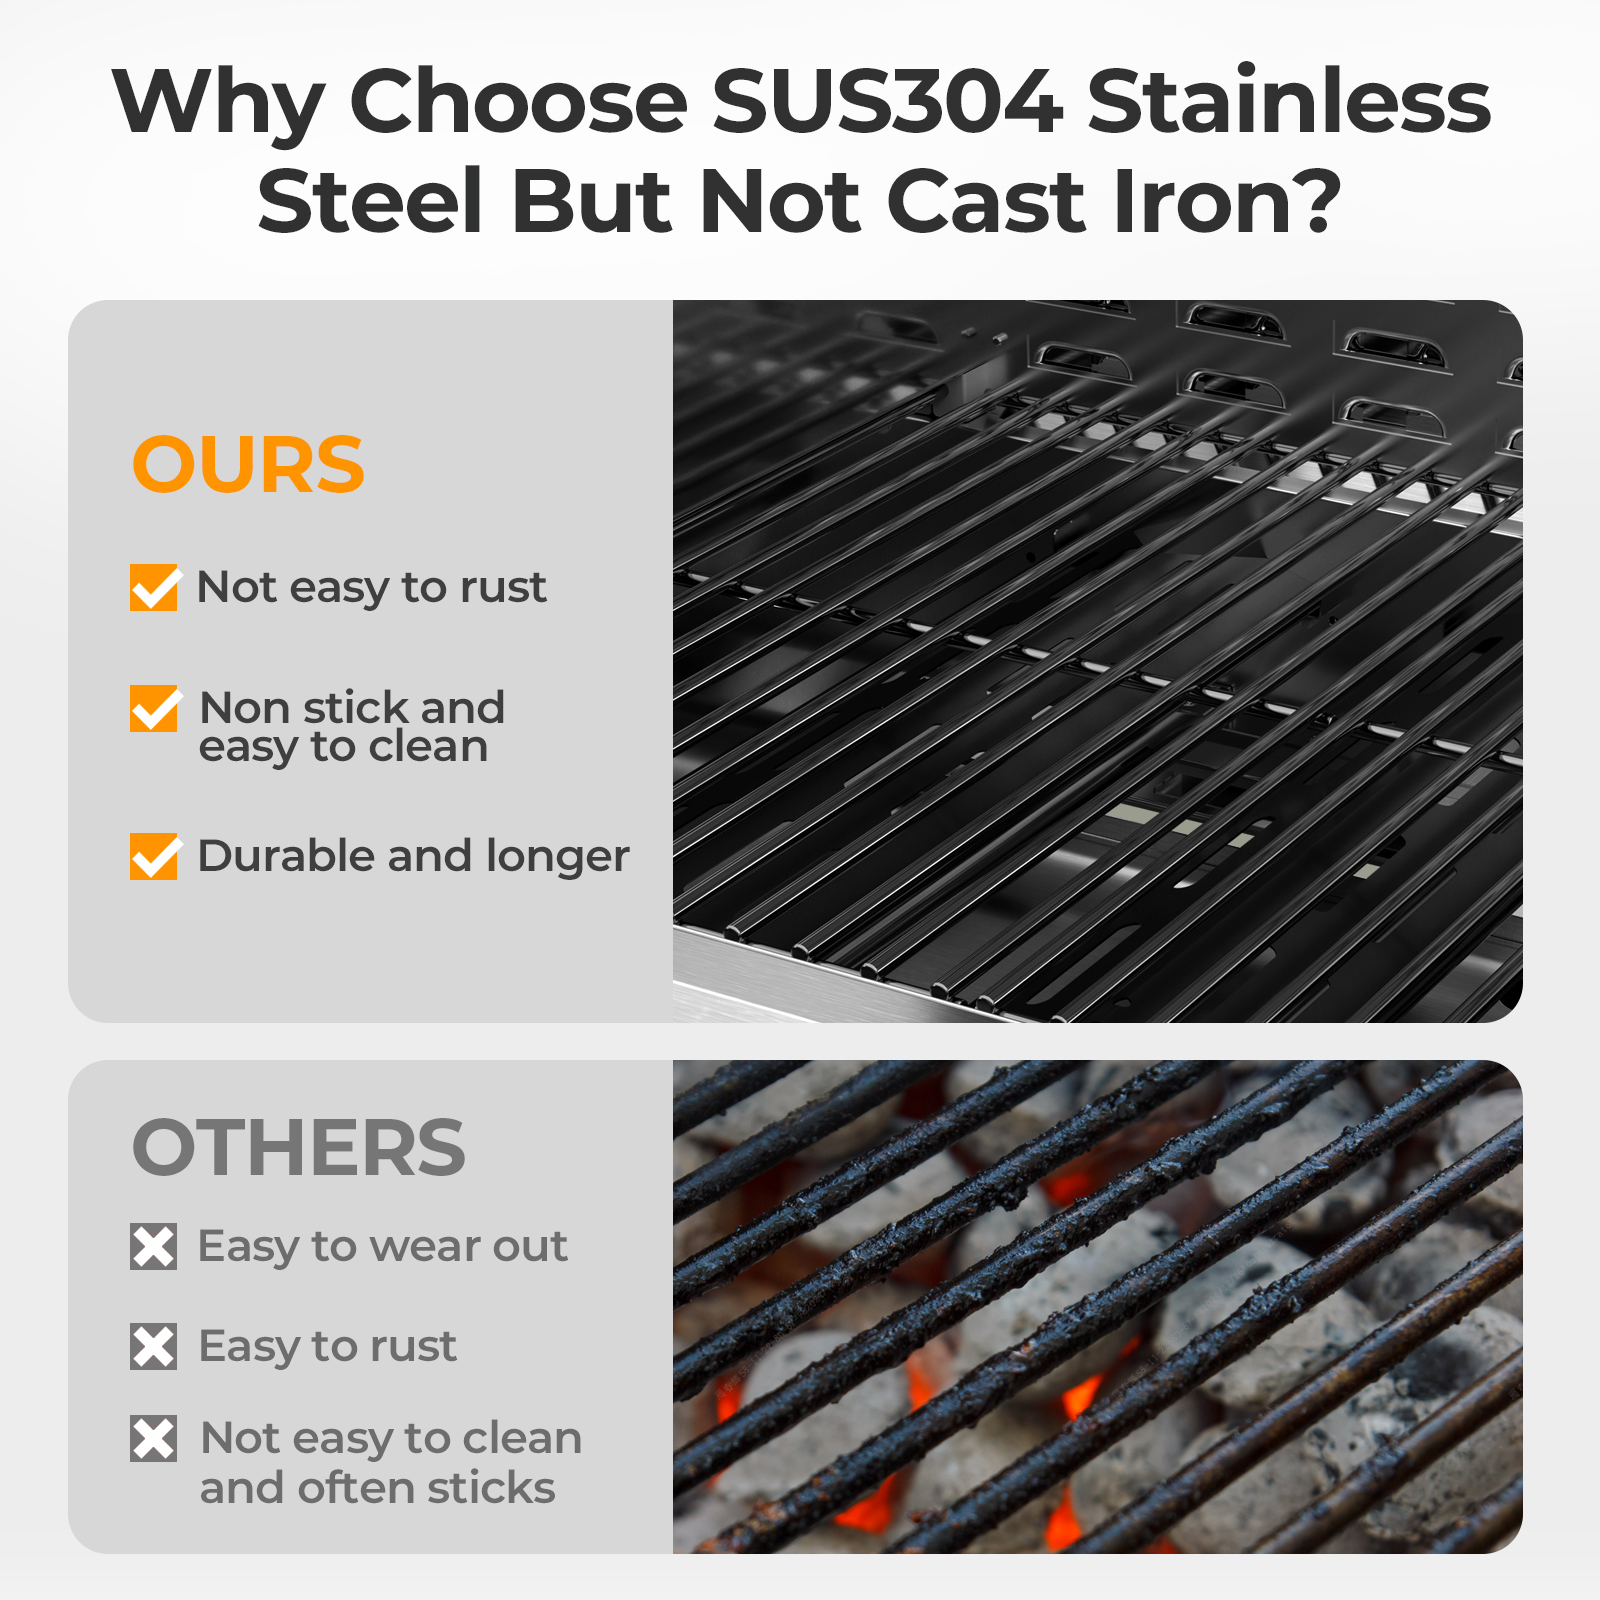 Why Choose SUS304 Stainless
Steel But Not Cast Iron?
OURS
Not easy to rust
Non stick and
easy to clean
Durable and longer
OTHERS
Easy to wear out
Easy to rust
Not easy to clean
and often sticks